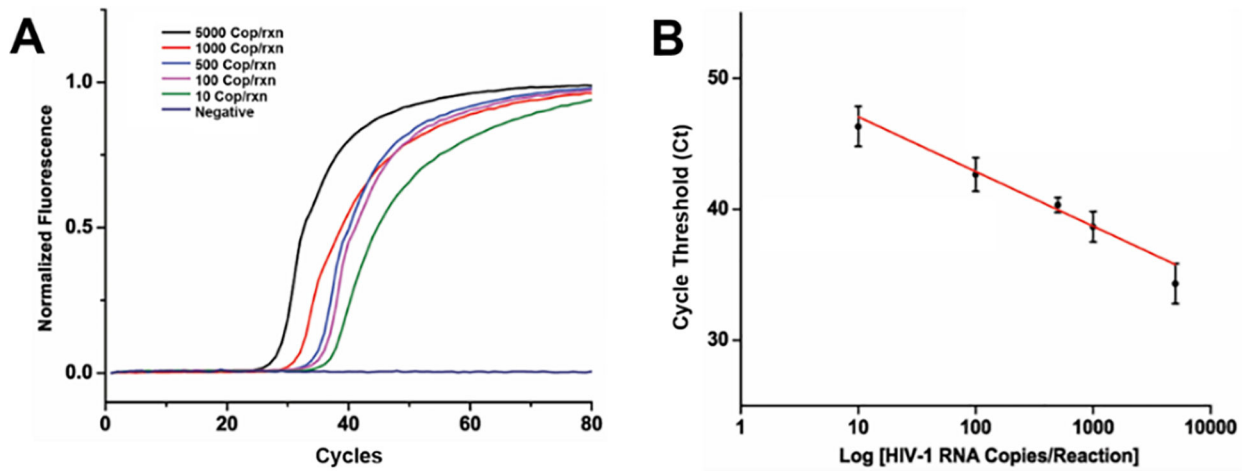 A
5000 Cop/rxn
1000 Cop/rxn
500 Cop/rxn
100 Cop/rxn
10 Cop/rxn
Negative
1.0
0.5
0.0
Normalized Fluorescence
0
20
40
60
80
Cycles
B
50
40
30
Cycle Threshold (Ct)
1
10
100
1000
10000
Log [HIV-1 RNA Copies/Reaction]